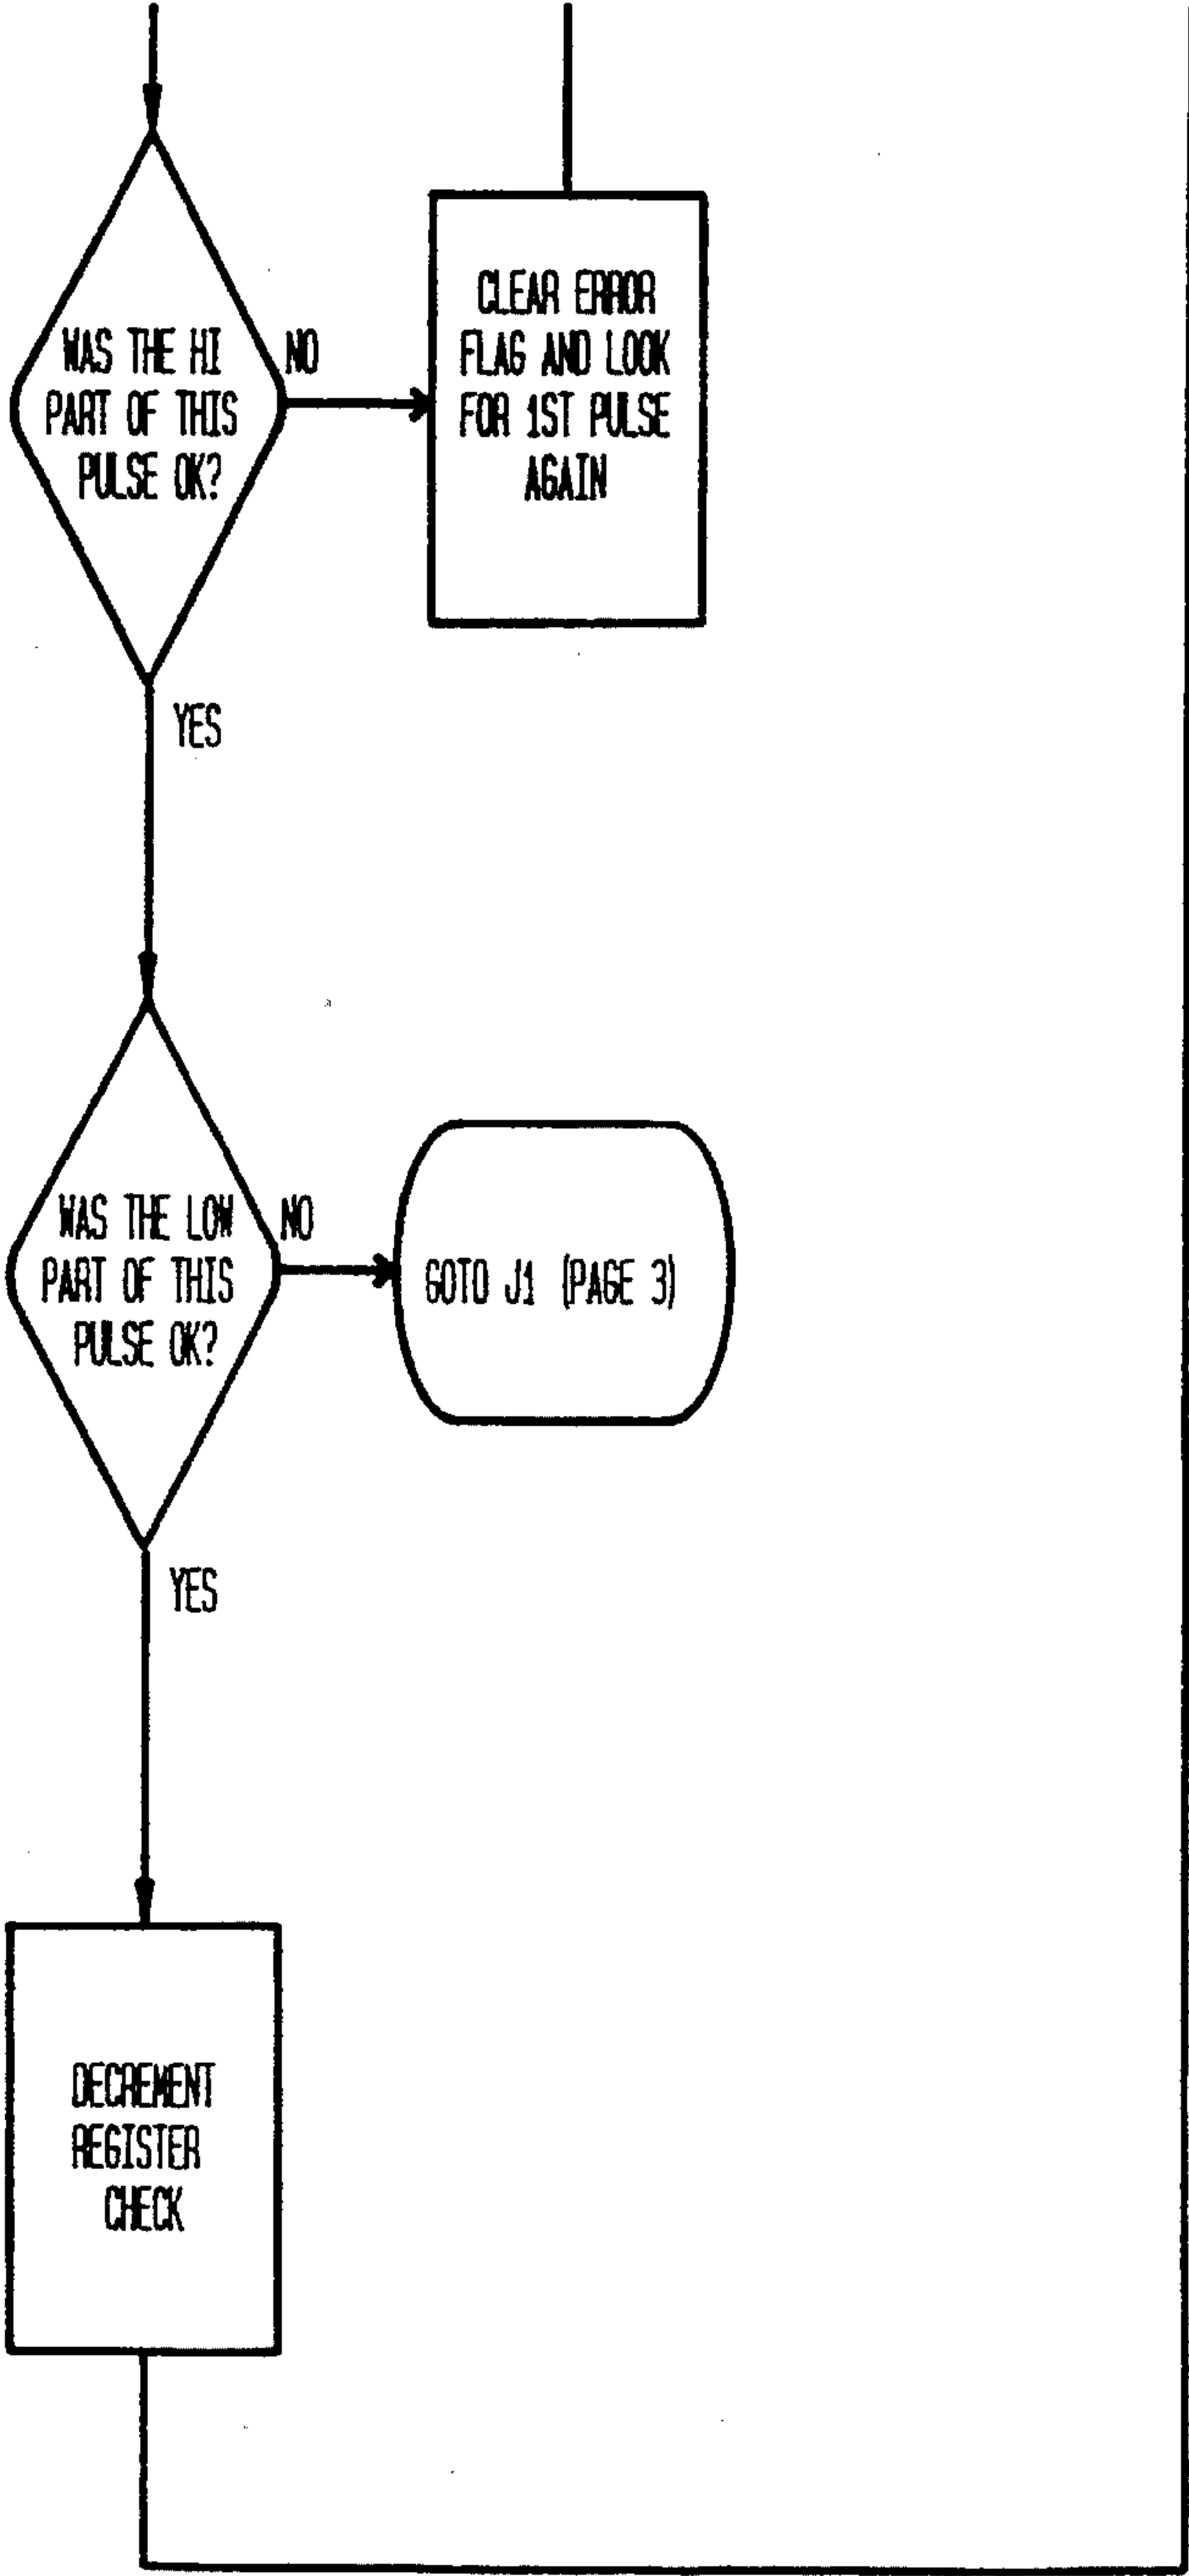 WAS THE HI
PART OF THIS
PULSE OK?
NO
CLEAR ERROR
FLAG AND LOOK
FOR 1ST PULSE
AGAIN
YES
WAS THE LOW
PART OF THIS
PULSE OK?
NO
GOTO J1 (PAGE 3)
YES
DECREMENT
REGISTER
CHECK